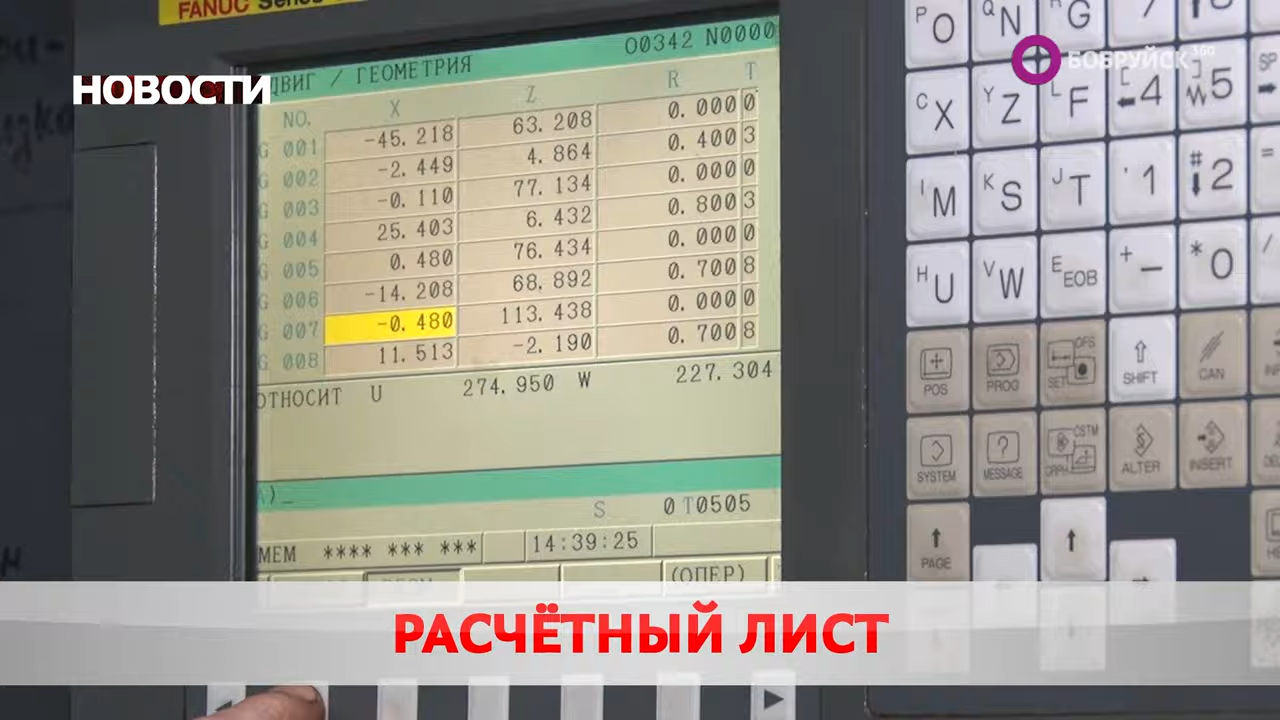 FANUC Series
НОВОСТИ
БОБРУЙСК 360
ДВИГ / ГЕОМЕТРИЯ O0342 N0000
NO. X Z R T
G 001 -45.218 63.208 0.000 0
G 002 -2.449 4.864 0.400 3
G 003 -0.110 77.134 0.000 0
G 004 25.403 6.432 0.800 3
G 005 0.480 76.434 0.000 0
G 006 -14.208 68.892 0.700 8
G 007 -0.480 113.438 0.000 0
G 008 11.513 -2.190 0.700 8
ОТНОСИТ U 274.950 W 227.304
A)_
S 0 T0505
MEM **** *** *** 14:39:25
(ОПЕР)
P O Q N R G 7
C X Y Z L F [ 4 W 5 SP
I M K S J T , 1 # 2 =
H U V W E EOB + - * 0 /
POS PROG OFS SET SHIFT CAN
SYSTEM MESSAGE CSTM GRPH ALTER INSERT
PAGE
РАСЧЁТНЫЙ ЛИСТ